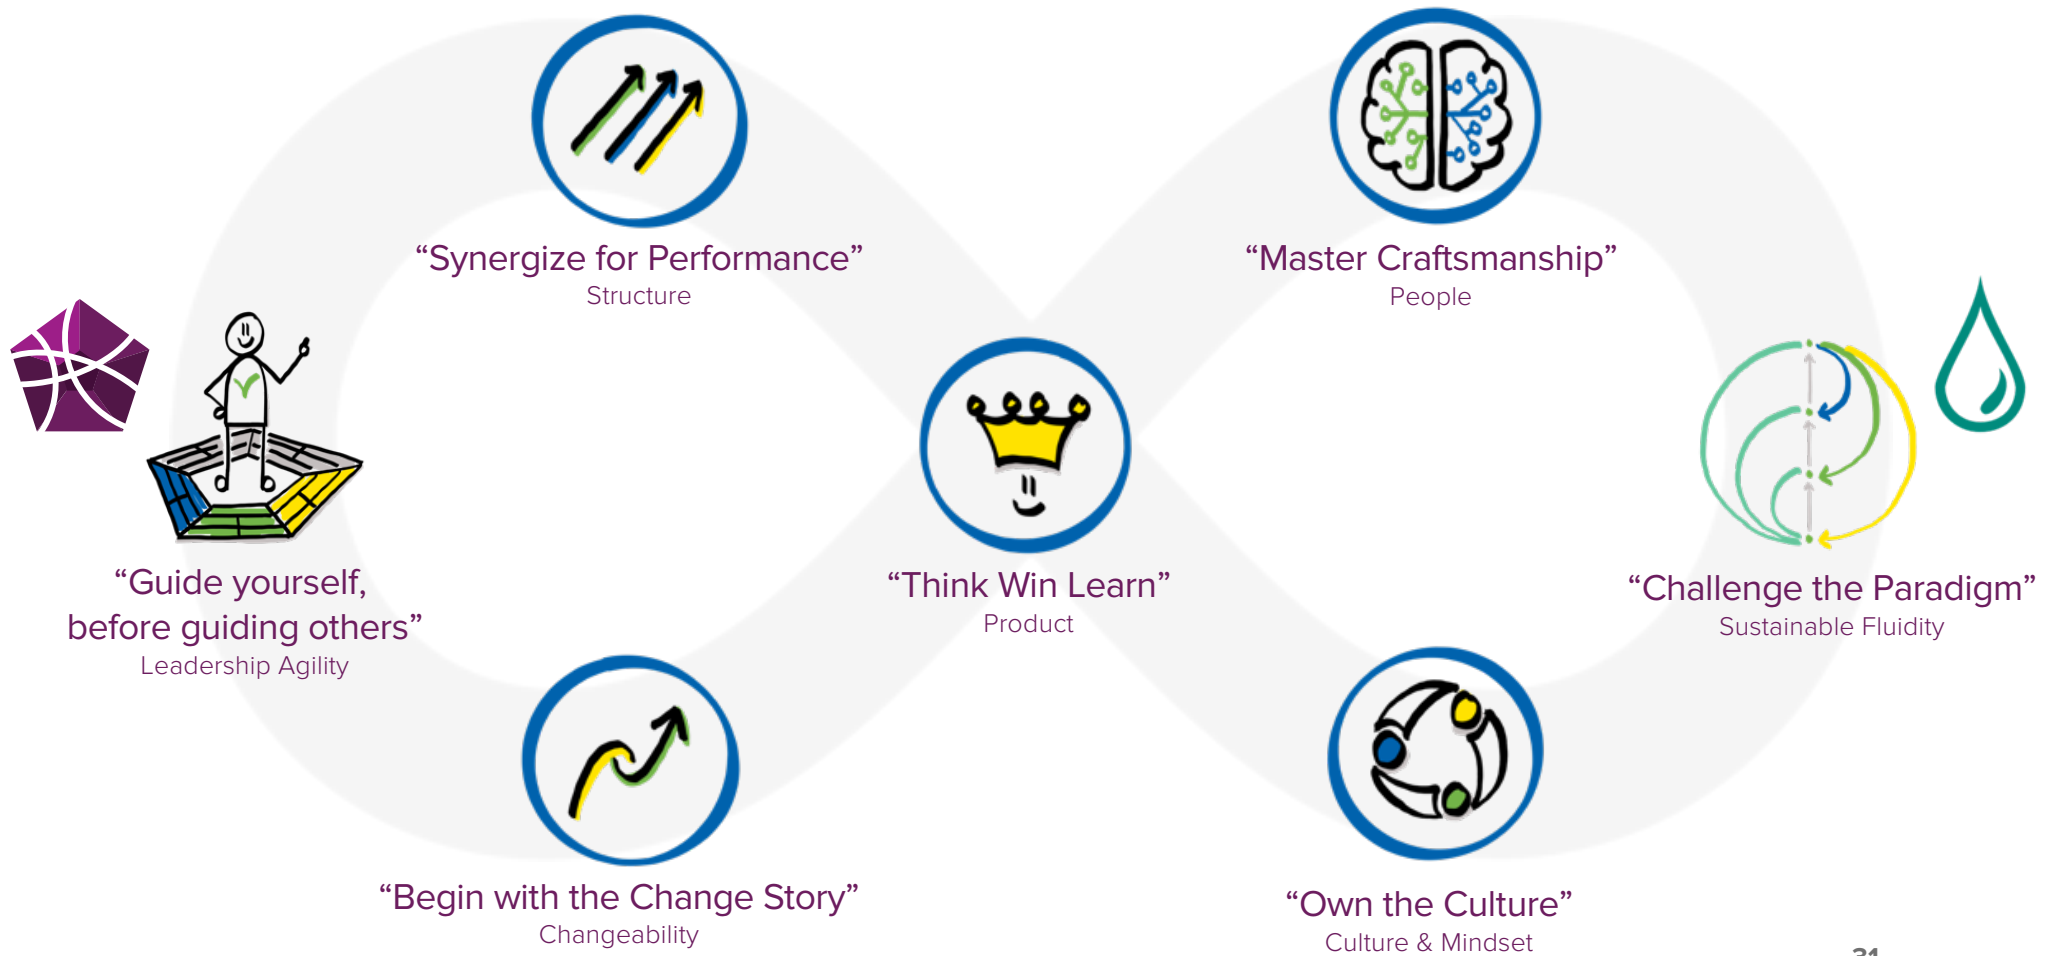 “Synergize for Performance”
Structure
“Master Craftsmanship”
People
“Guide yourself,
before guiding others”
Leadership Agility
“Think Win Learn”
Product
“Challenge the Paradigm”
Sustainable Fluidity
“Begin with the Change Story”
Changeability
“Own the Culture”
Culture & Mindset
31